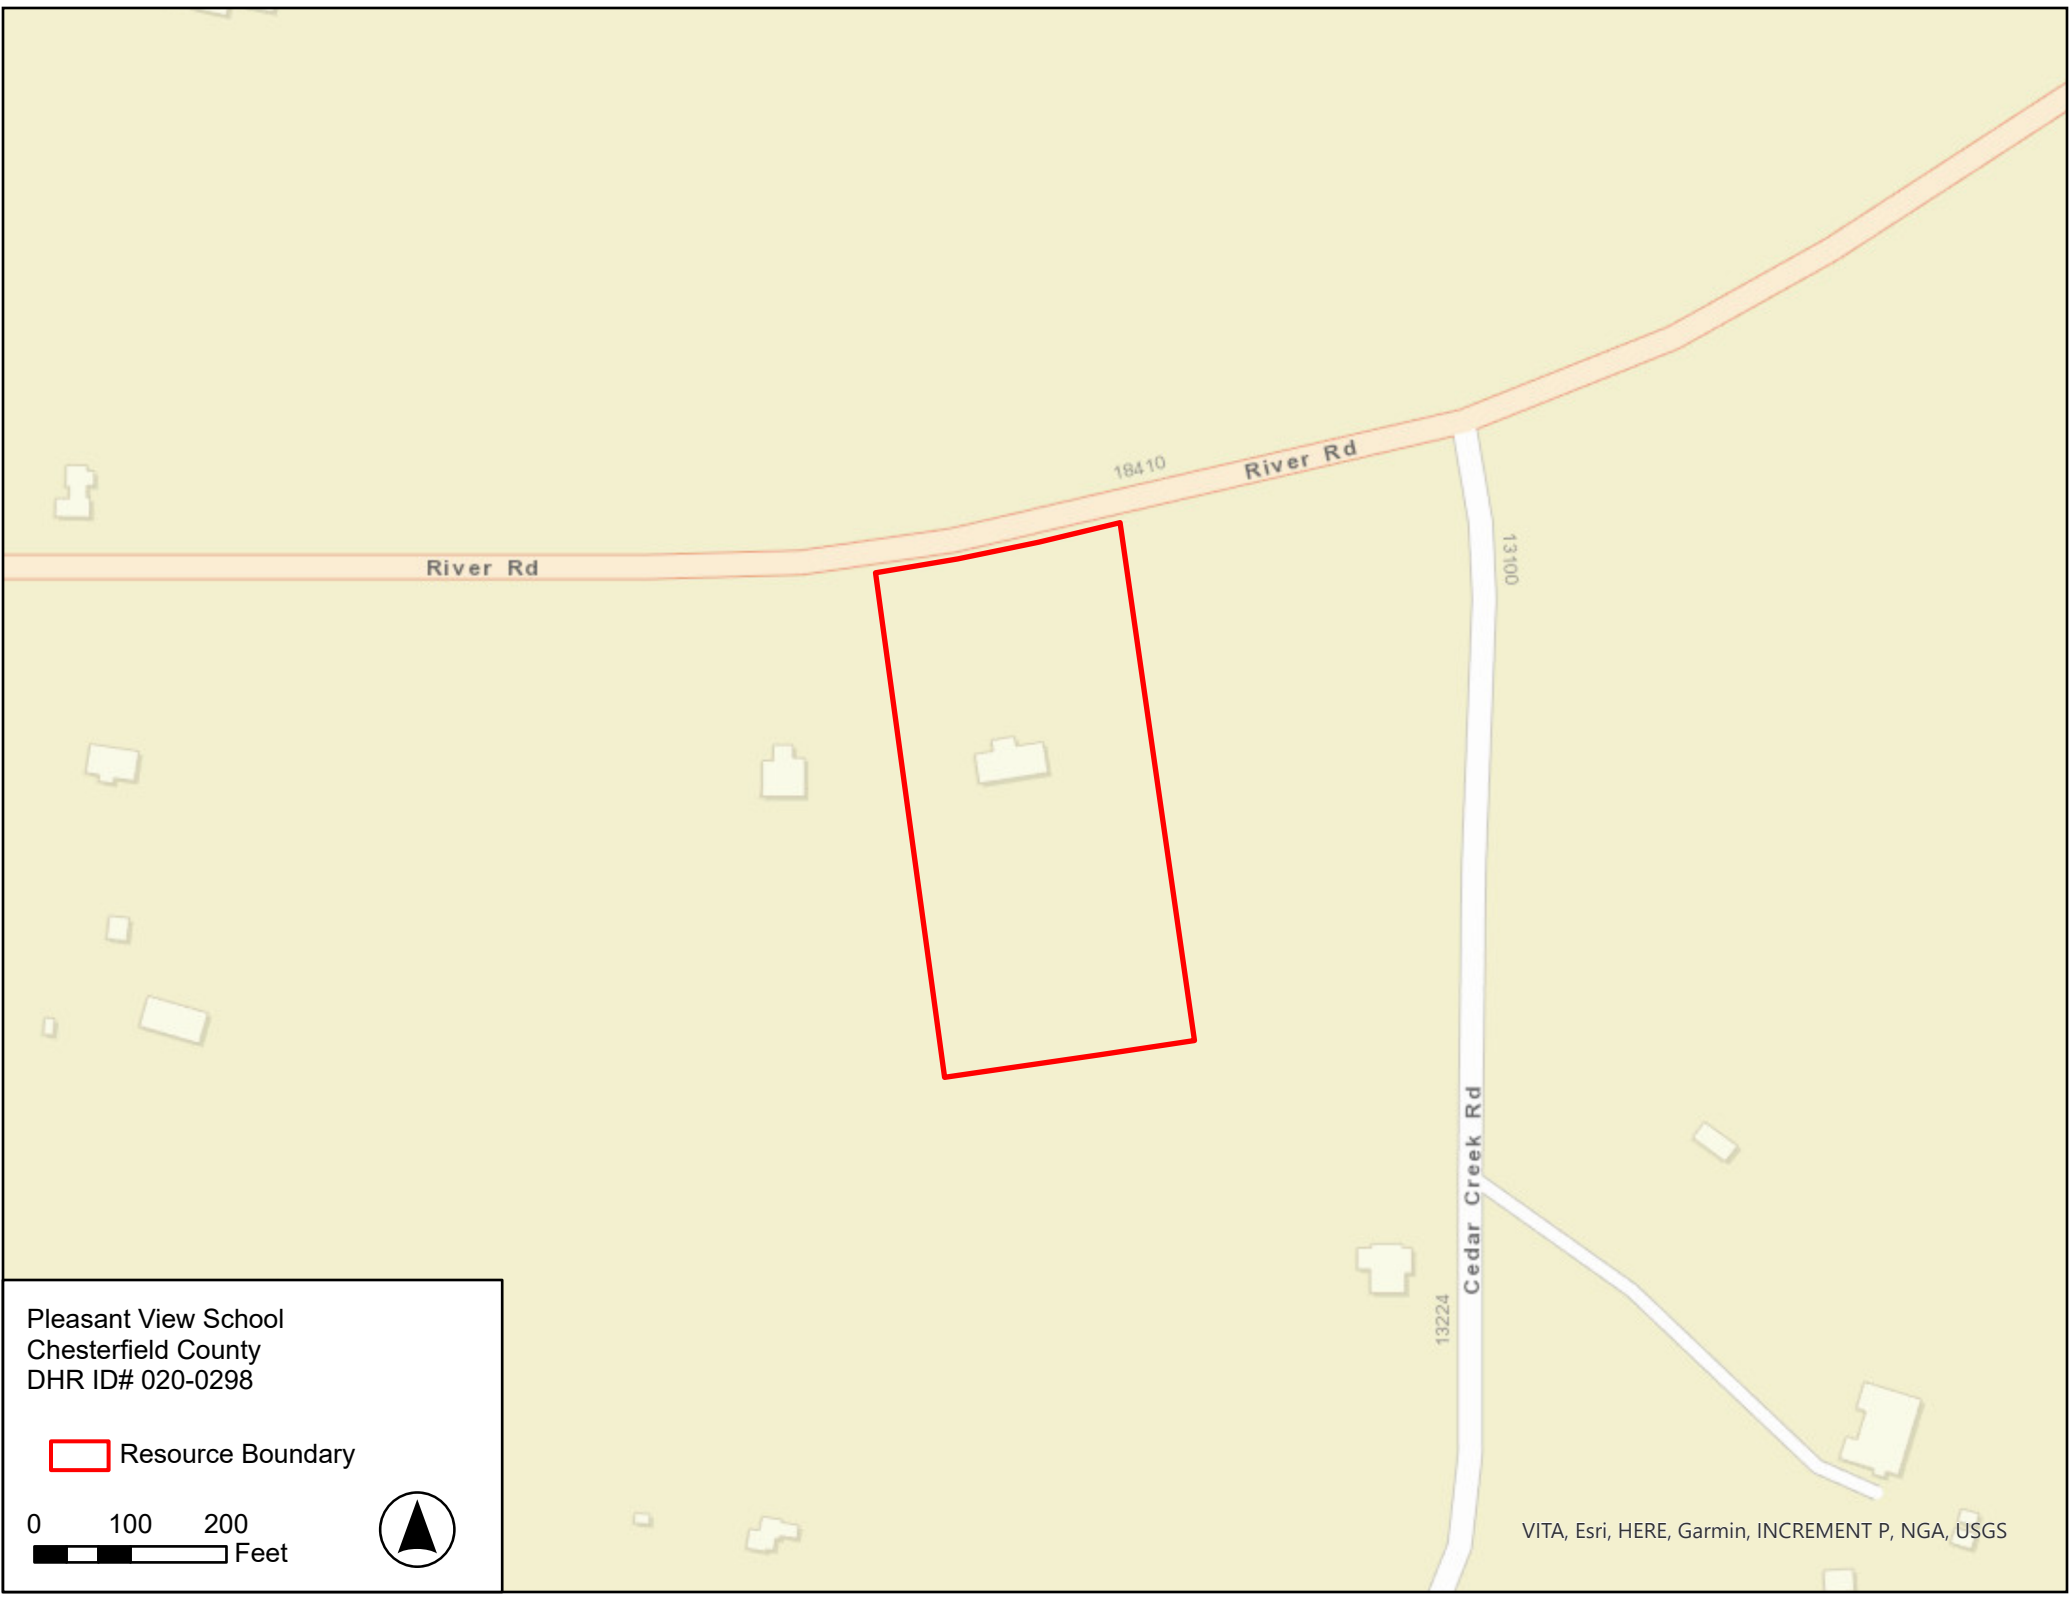 18410
River Rd
River Rd
13100
Cedar Creek Rd
13224
Pleasant View School
Chesterfield County
DHR ID# 020-0298
Resource Boundary
0 100 200
Feet
VITA, Esri, HERE, Garmin, INCREMENT P, NGA, USGS